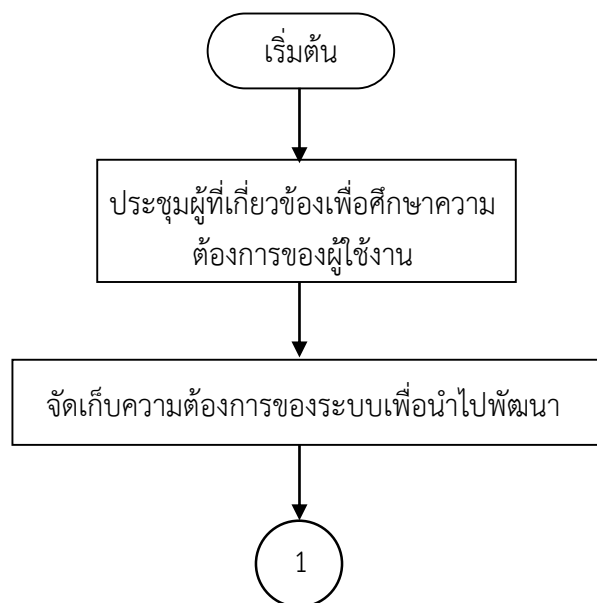 เริ่มต้น
ประชุมผู้ที่เกี่ยวข้องเพื่อศึกษาความ
ต้องการของผู้ใช้งาน
จัดเก็บความต้องการของระบบเพื่อนำไปพัฒนา
1